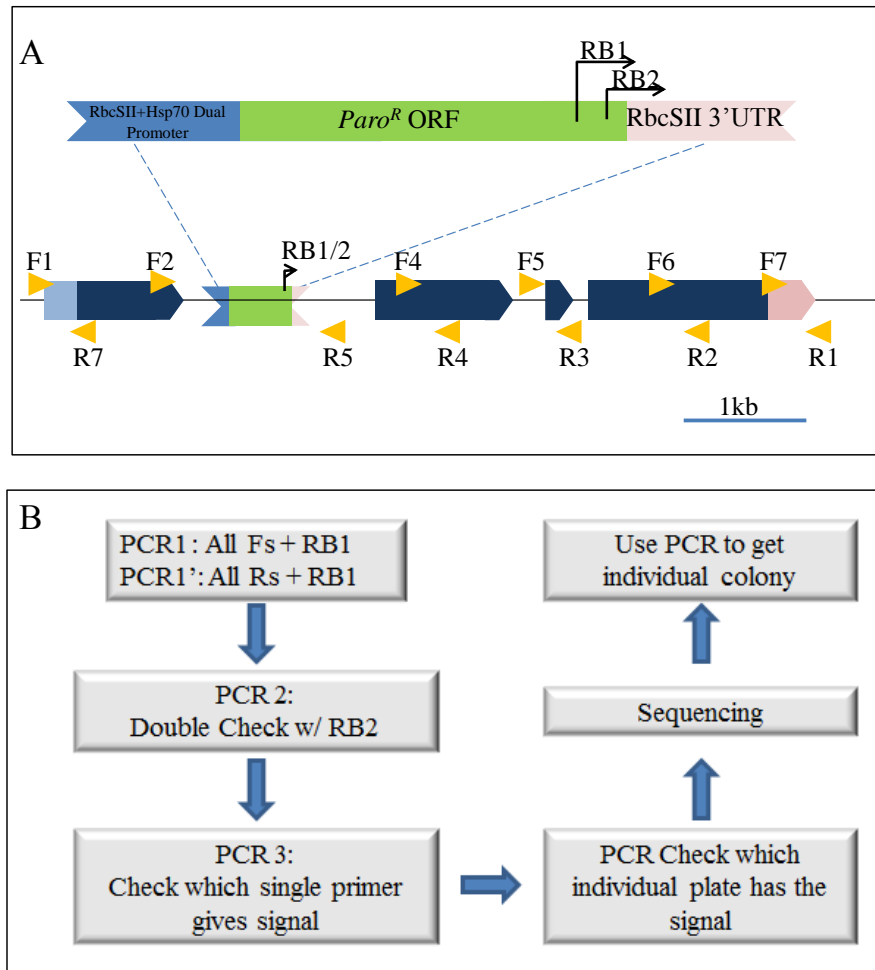 A
RB1
RB2
RbcSII+Hsp70 Dual
Promoter
Paro^R ORF
RbcSII 3’UTR
RB1/2
F1
F2
F4
F5
F6
F7
R7
R5
R4
R3
R2
R1
1kb
B
PCR1: All Fs + RB1
PCR1’: All Rs + RB1
PCR 2:
Double Check w/ RB2
PCR 3:
Check which single primer
gives signal
PCR Check which
individual plate has the
signal
Sequencing
Use PCR to get
individual colony